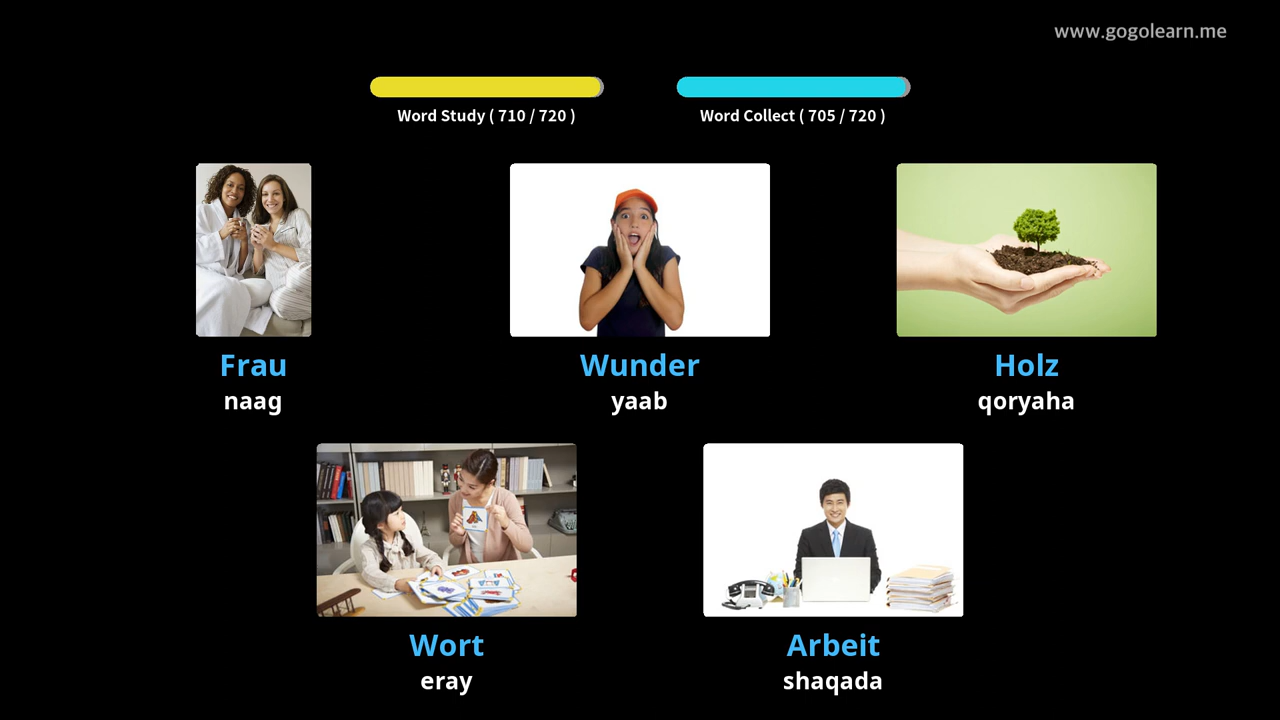 www.gogolearn.me
Word Study ( 710 / 720 )
Word Collect ( 705 / 720 )
Frau
naag
Wunder
yaab
Holz
qoryaha
Wort
eray
Arbeit
shaqada